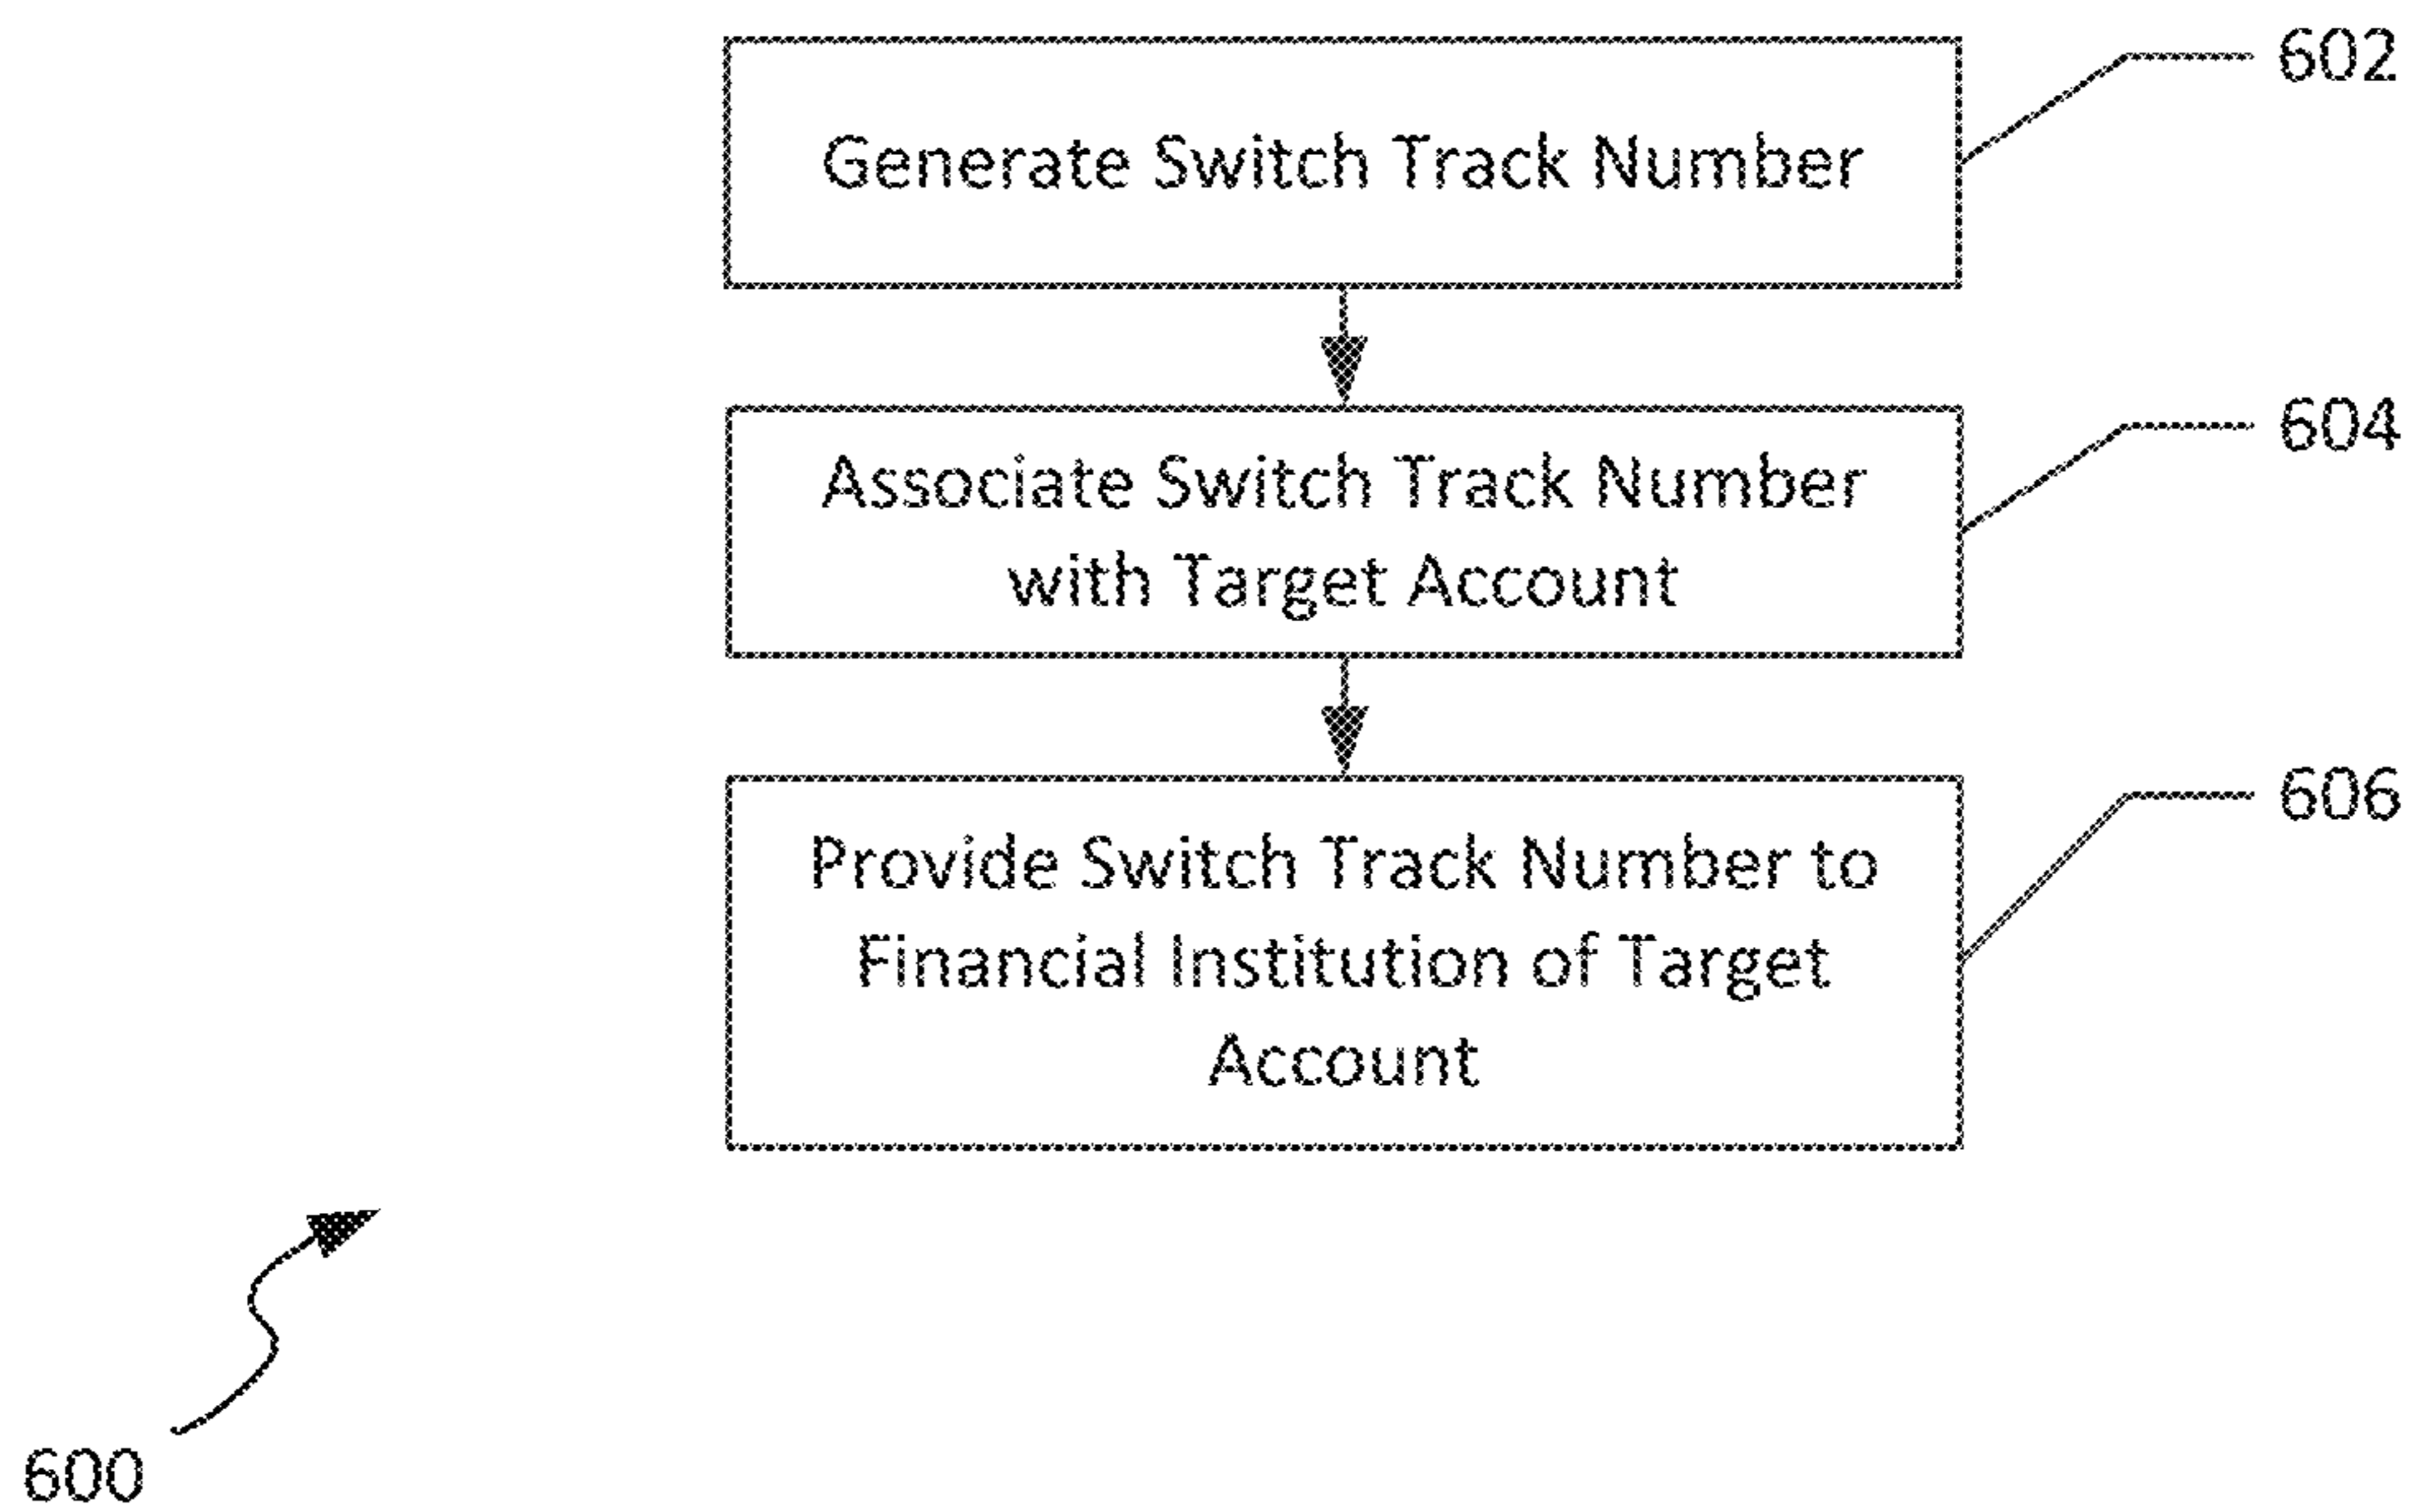 602
Generate Switch Track Number
604
Associate Switch Track Number
with Target Account
606
Provide Switch Track Number to
Financial Institution of Target
Account
600